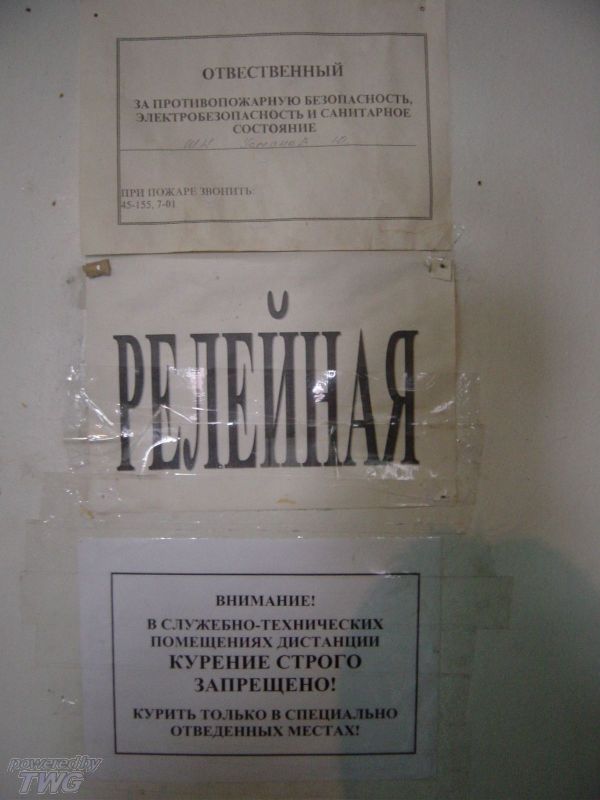 ОТВЕСТВЕННЫЙ
ЗА ПРОТИВОПОЖАРНУЮ БЕЗОПАСНОСТЬ,
ЭЛЕКТРОБЕЗОПАСНОСТЬ И САНИТАРНОЕ
СОСТОЯНИЕ
ПРИ ПОЖАРЕ ЗВОНИТЬ:
45-155, 7-01
РЕЛЕЙНАЯ
ВНИМАНИЕ!
В СЛУЖЕБНО-ТЕХНИЧЕСКИХ
ПОМЕЩЕНИЯХ ДИСТАНЦИИ
КУРЕНИЕ СТРОГО
ЗАПРЕЩЕНО!
КУРИТЬ ТОЛЬКО В СПЕЦИАЛЬНО
ОТВЕДЕННЫХ МЕСТАХ!
powered by
TWG